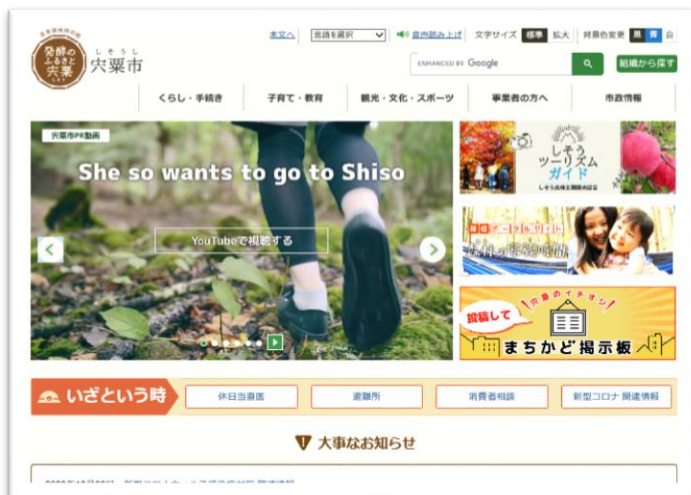 発酵の
ふるさと
宍粟
しそうし
宍粟市
本文へ 言語を選択 音声読み上げ 文字サイズ 標準 拡大 背景色変更 黒 青 白
ENHANCED BY Google 組織から探す
くらし・手続き 子育て・教育 観光・文化・スポーツ 事業者の方へ 市政情報
宍粟市PR動画
She so wants to go to Shiso
YouTubeで視聴する
しそう
ツーリズム
ガイド
宍粟のイチオシ
投稿して
まちかど掲示板
いざという時 休日当直医 避難所 消費者相談 新型コロナ 関連情報
大事なお知らせ